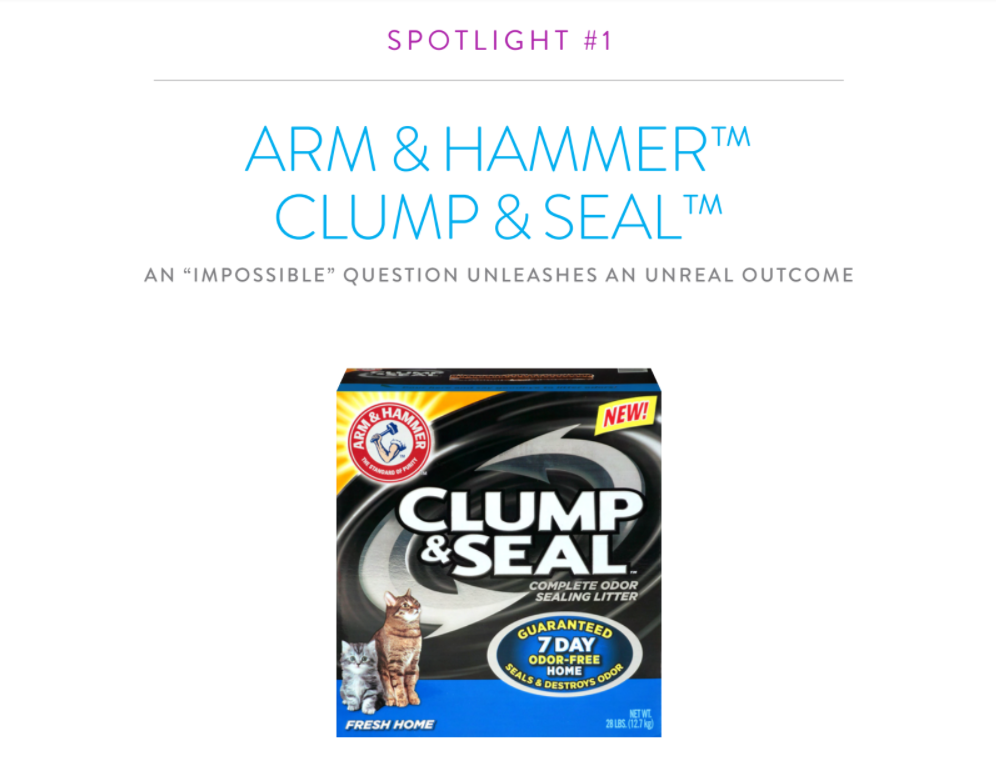 SPOTLIGHT #1
ARM & HAMMER™
CLUMP & SEAL™
AN “IMPOSSIBLE” QUESTION UNLEASHES AN UNREAL OUTCOME
NEW!
ARM & HAMMER
THE STANDARD OF PURITY
CLUMP
& SEAL™
COMPLETE ODOR
SEALING LITTER
GUARANTEED
7 DAY
ODOR-FREE
HOME
SEALS & DESTROYS ODOR
FRESH HOME
NET WT.
28 LBS. (12.7 kg)